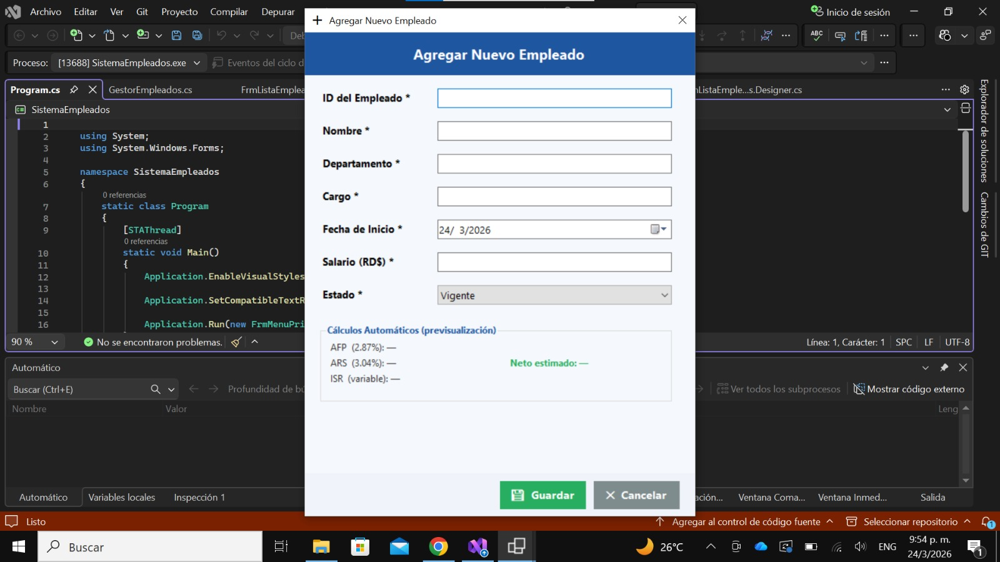 Archivo Editar Ver Git Proyecto Compilar Depurar
Inicio de sesión
Agregar Nuevo Empleado
Proceso: [13688] SistemaEmpleados.exe Eventos del ciclo d
Program.cs GestorEmpleados.cs FrmListaEmplea
nListaEmple...s.Designer.cs
SistemaEmpleados
1
2 using System;
3 using System.Windows.Forms;
4
5 namespace SistemaEmpleados
6 {
0 referencias
7 static class Program
8 {
9 [STAThread]
0 referencias
10 static void Main()
11 {
12 Application.EnableVisualStyles
13
14 Application.SetCompatibleTextR
15
16 Application.Run(new FrmMenuPri
90 % No se encontraron problemas.
Línea: 1, Carácter: 1 SPC LF UTF-8
Agregar Nuevo Empleado
ID del Empleado *
Nombre *
Departamento *
Cargo *
Fecha de Inicio * 24/ 3/2026
Salario (RD$) *
Estado * Vigente
Cálculos Automáticos (previsualización)
AFP (2.87%): —
ARS (3.04%): —
Neto estimado: —
ISR (variable): —
Guardar Cancelar
Explorador de soluciones
Cambios de GIT
Automático
Buscar (Ctrl+E) Profundidad de bú
Ver todos los subprocesos Mostrar código externo
Nombre Valor Leng
Automático Variables locales Inspección 1
ación... Ventana Coma... Ventana Inmed... Salida
Listo
Agregar al control de código fuente Seleccionar repositorio 1
Buscar
26°C ENG
9:54 p. m.
24/3/2026
1